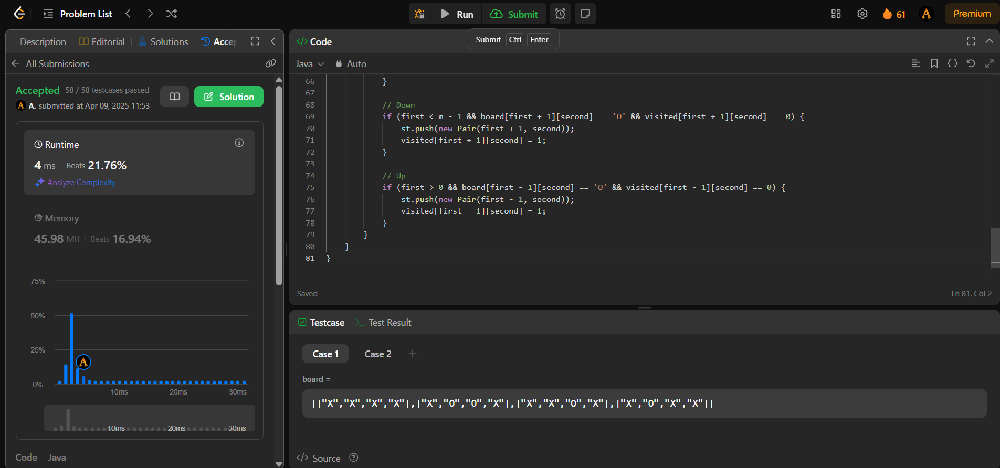 Problem List
Run
Submit
61
Premium
Description
Editorial
Solutions
Accep
All Submissions
Accepted 58 / 58 testcases passed
A. submitted at Apr 09, 2025 11:53
Solution
Runtime
4 ms Beats 21.76%
Analyze Complexity
Memory
45.98 MB Beats 16.94%
75%
50%
25%
0%
10ms 20ms 30ms
10ms 20ms 30ms
Code Java
</> Code
Submit Ctrl Enter
Java Auto
66 }
67
68 // Down
69 if (first < m - 1 && board[first + 1][second] == 'O' && visited[first + 1][second] == 0) {
70 st.push(new Pair(first + 1, second));
71 visited[first + 1][second] = 1;
72 }
73
74 // Up
75 if (first > 0 && board[first - 1][second] == 'O' && visited[first - 1][second] == 0) {
76 st.push(new Pair(first - 1, second));
77 visited[first - 1][second] = 1;
78 }
79 }
80 }
81 }
Saved
Ln 81, Col 2
Testcase
Test Result
Case 1 Case 2 +
board =
[["X","X","X","X"],["X","O","O","X"],["X","X","O","X"],["X","O","X","X"]]
</> Source